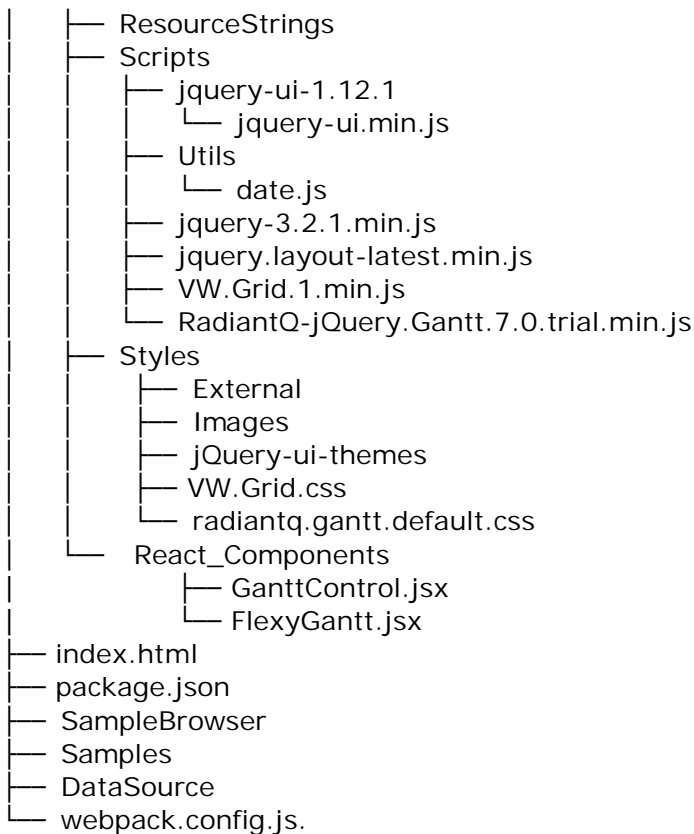 │ ├── ResourceStrings
│ ├── Scripts
│ │ ├── jquery-ui-1.12.1
│ │ │ └── jquery-ui.min.js
│ │ ├── Utils
│ │ │ └── date.js
│ │ ├── jquery-3.2.1.min.js
│ │ ├── jquery.layout-latest.min.js
│ │ ├── VW.Grid.1.min.js
│ │ └── RadiantQ-jQuery.Gantt.7.0.trial.min.js
│ ├── Styles
│ │ ├── External
│ │ ├── Images
│ │ ├── jQuery-ui-themes
│ │ ├── VW.Grid.css
│ │ └── radiantq.gantt.default.css
│ └── React_Components
│ ├── GanttControl.jsx
│ └── FlexyGantt.jsx
├── index.html
├── package.json
├── SampleBrowser
├── Samples
├── DataSource
└── webpack.config.js.